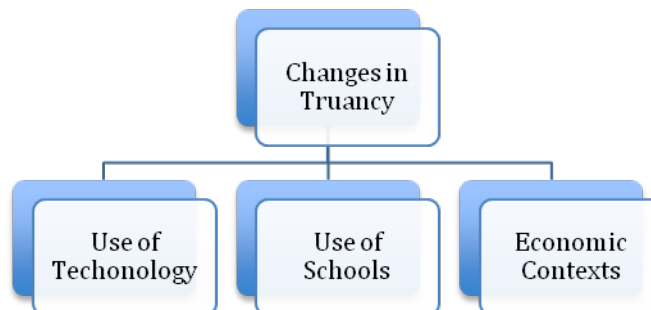 Changes in
Truancy
Use of
Techonology
Use of
Schools
Economic
Contexts